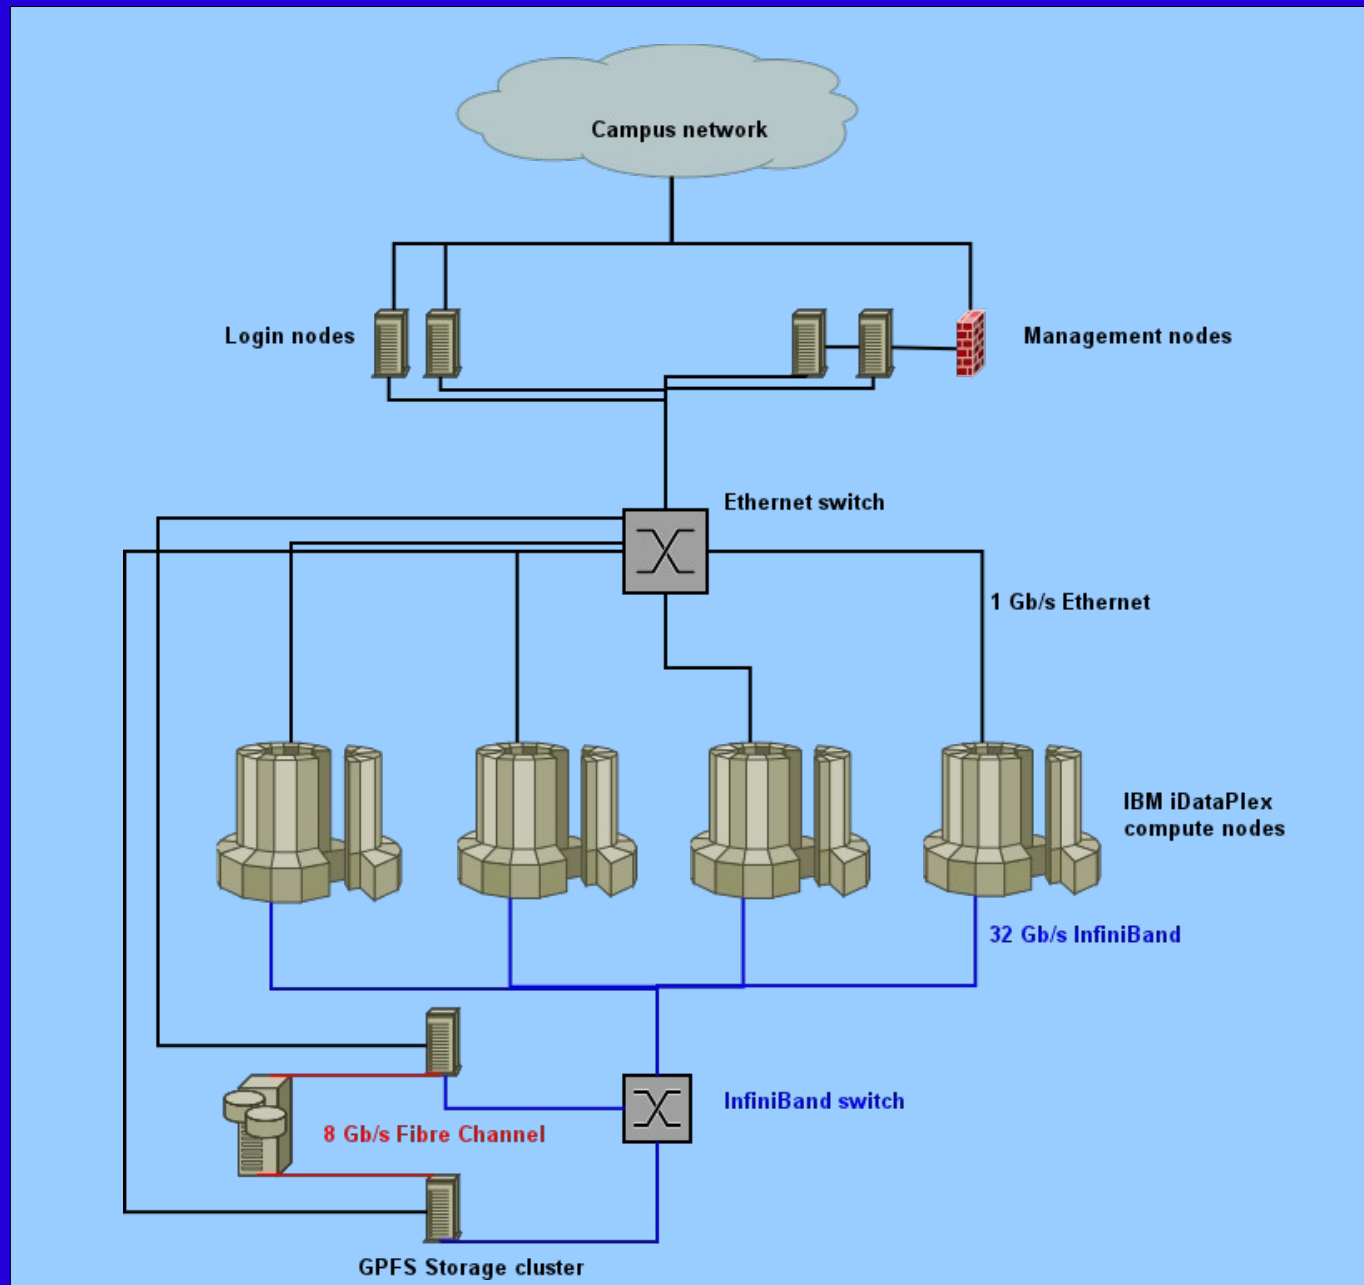 Campus network
Login nodes
Management nodes
Ethernet switch
1 Gb/s Ethernet
IBM iDataPlex
compute nodes
32 Gb/s InfiniBand
InfiniBand switch
8 Gb/s Fibre Channel
GPFS Storage cluster